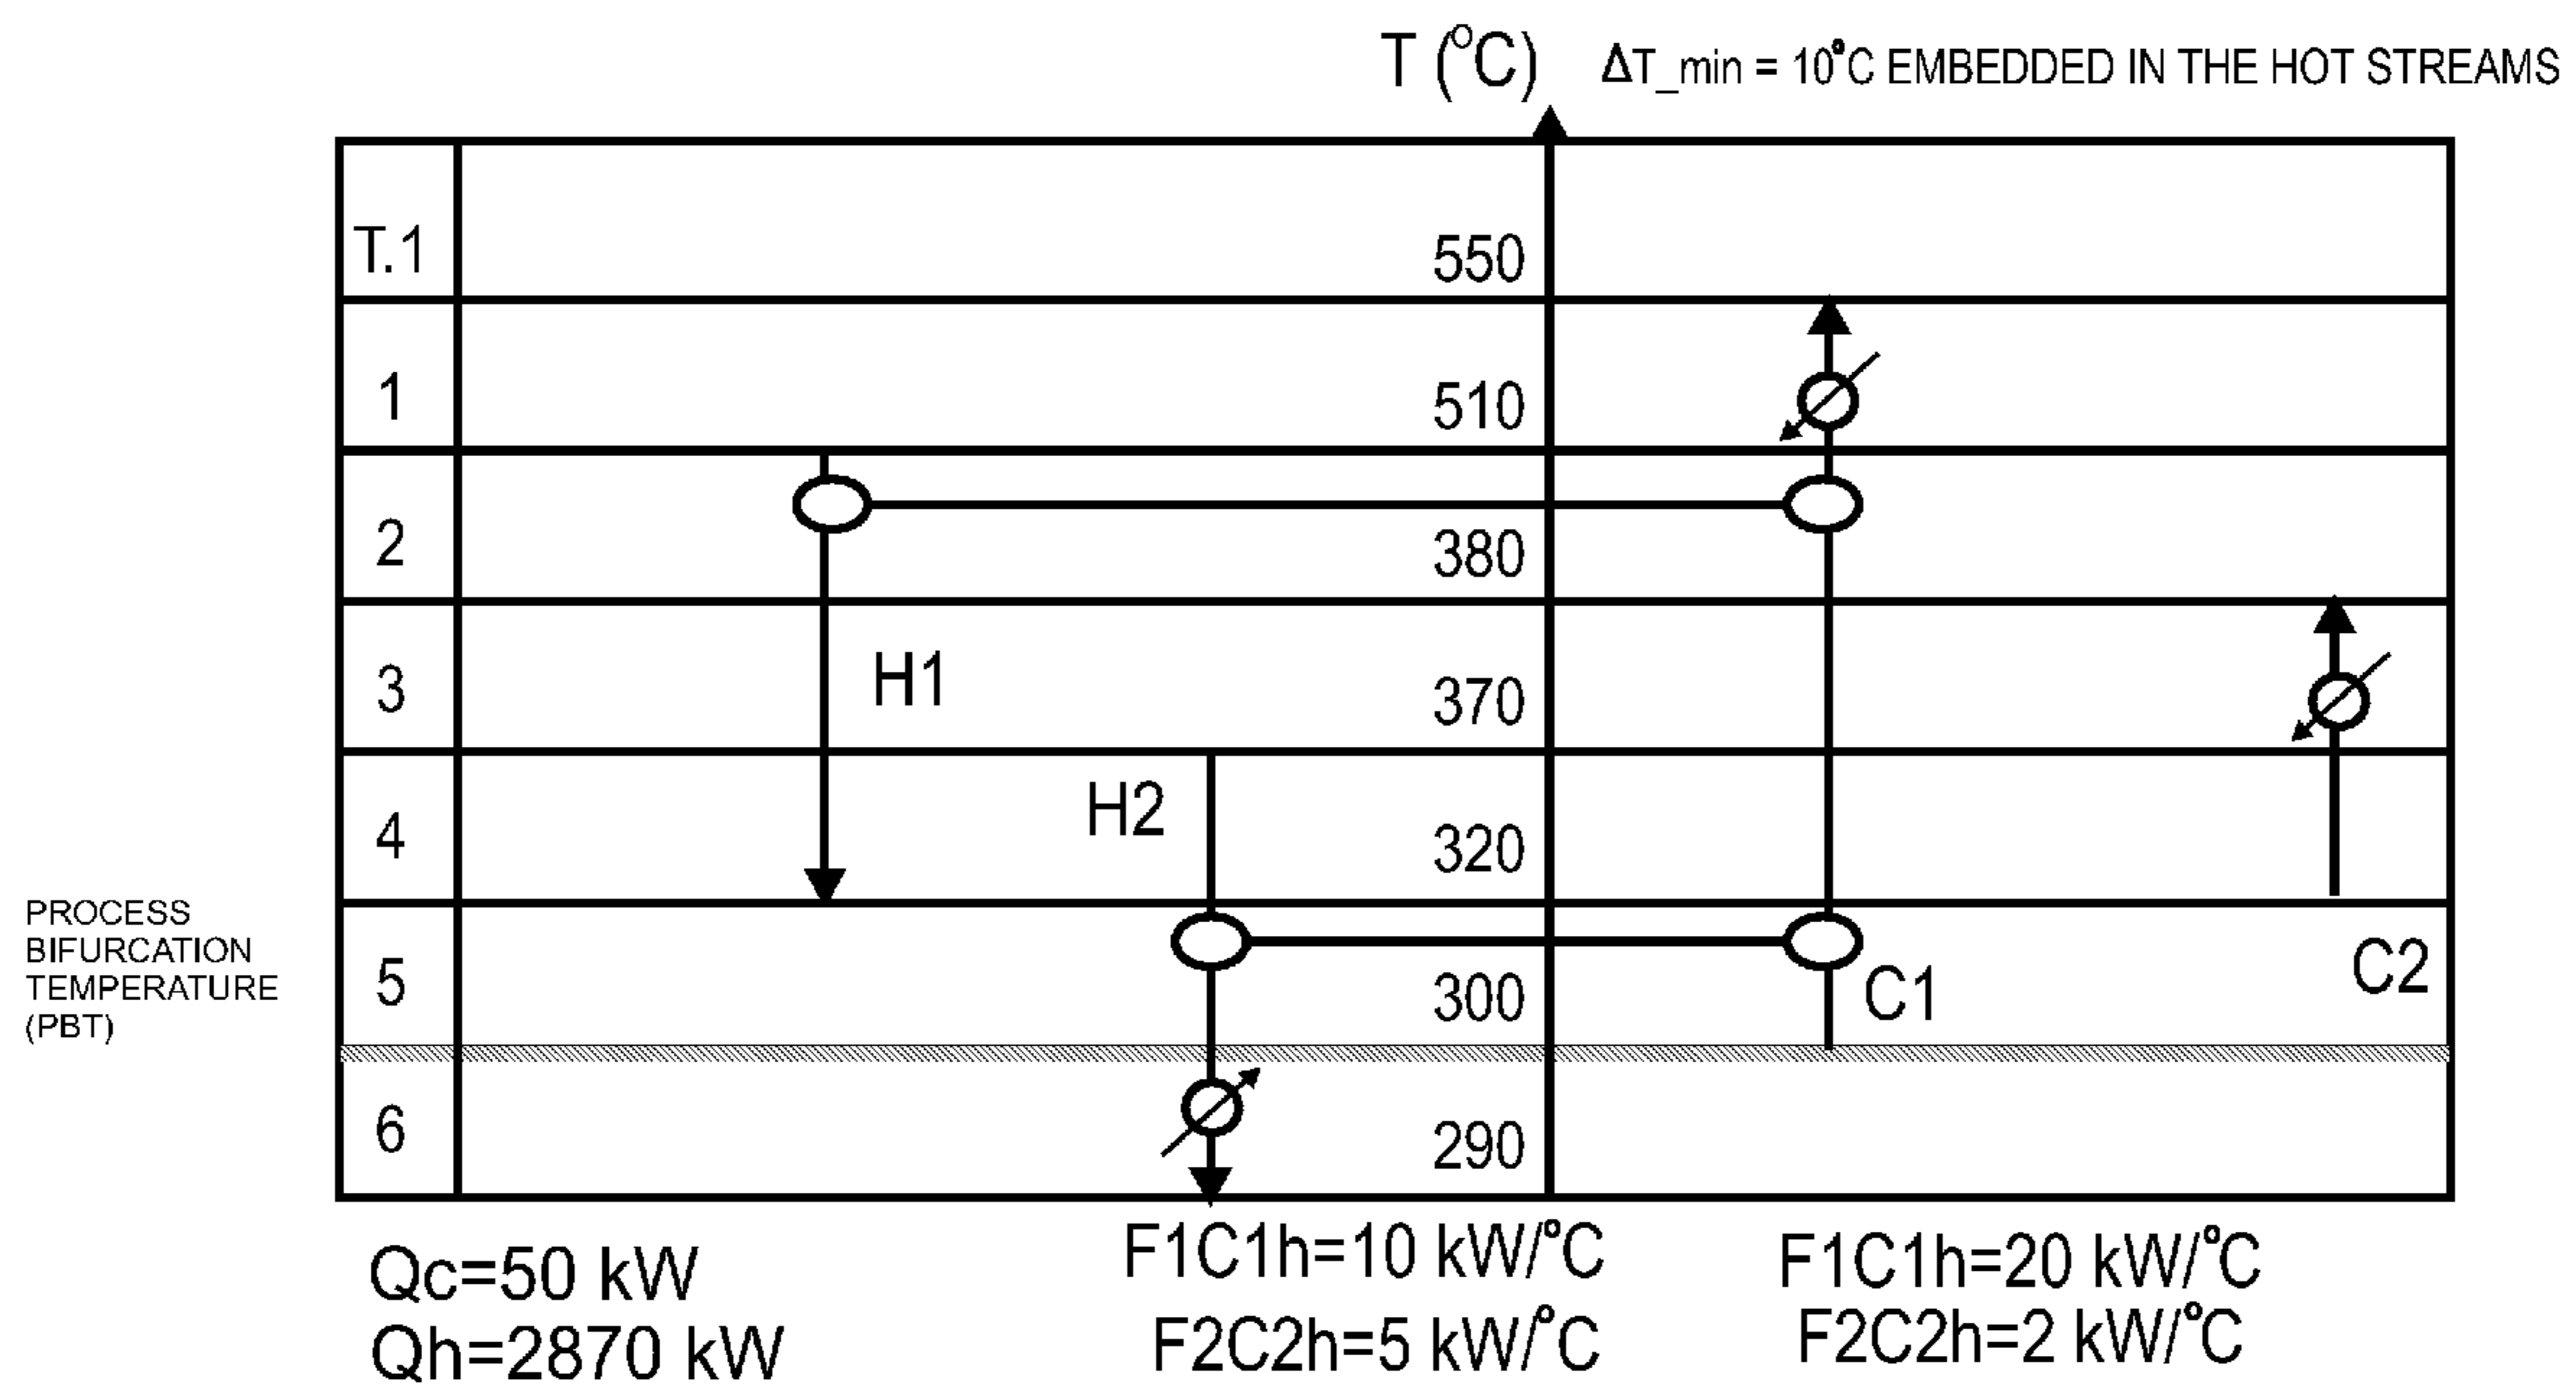 T (°C)
ΔT_min = 10°C EMBEDDED IN THE HOT STREAMS
T.1
550
1
510
2
380
3
H1
370
4
H2
320
PROCESS
BIFURCATION
TEMPERATURE
(PBT)
5
300
C1
C2
6
290
Qc=50 kW
Qh=2870 kW
F1C1h=10 kW/°C
F2C2h=5 kW/°C
F1C1h=20 kW/°C
F2C2h=2 kW/°C